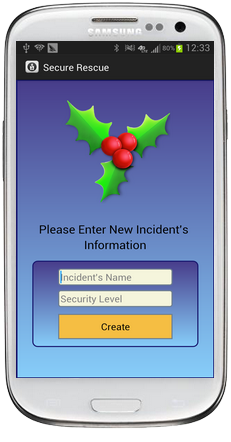 SAMSUNG
80% 12:33
Secure Rescue
Please Enter New Incident's
Information
Incident's Name
Security Level
Create